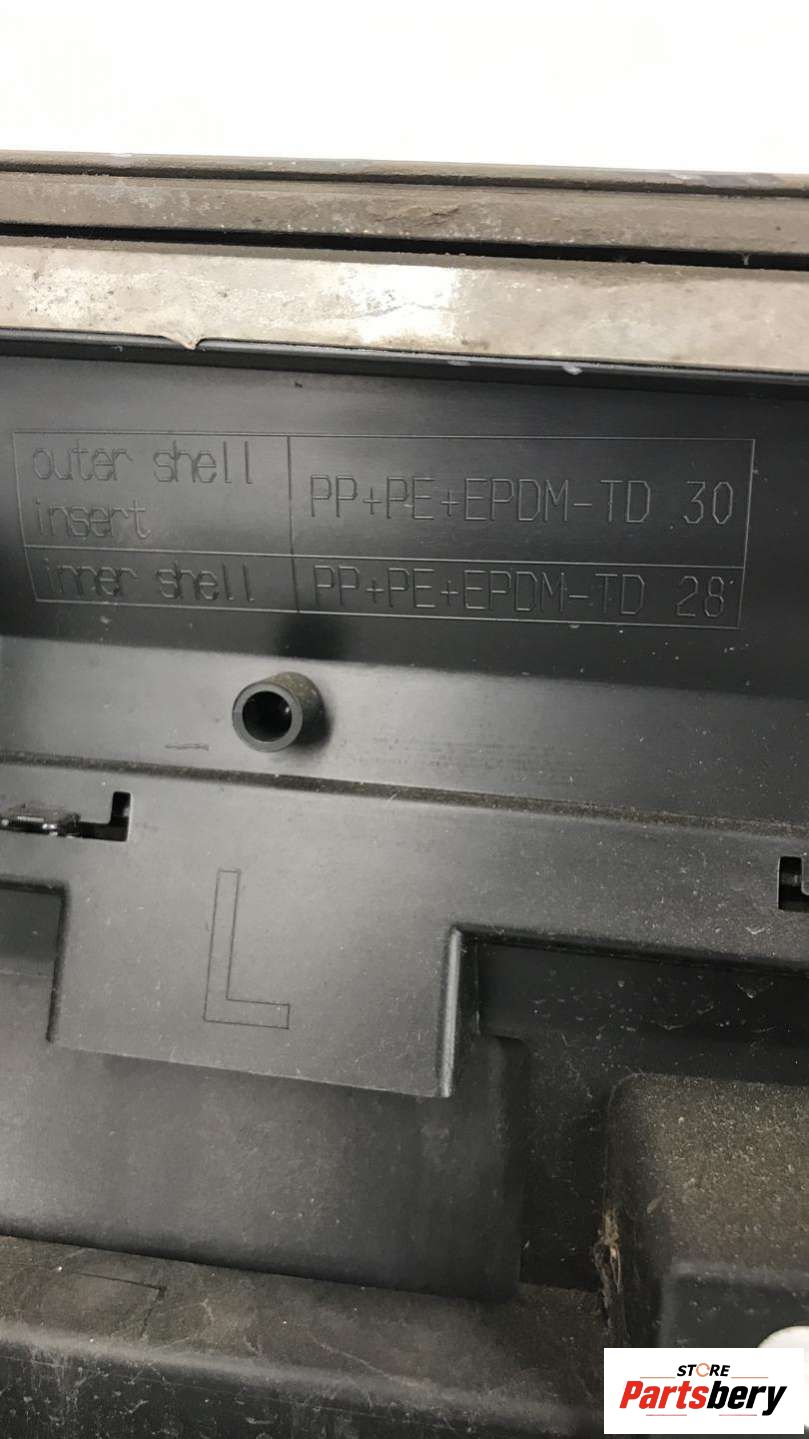 outer shell
insert
PP+PE+EPDM-TD 30
inner shell PP+PE+EPDM-TD 28
L
STORE
Partsbery